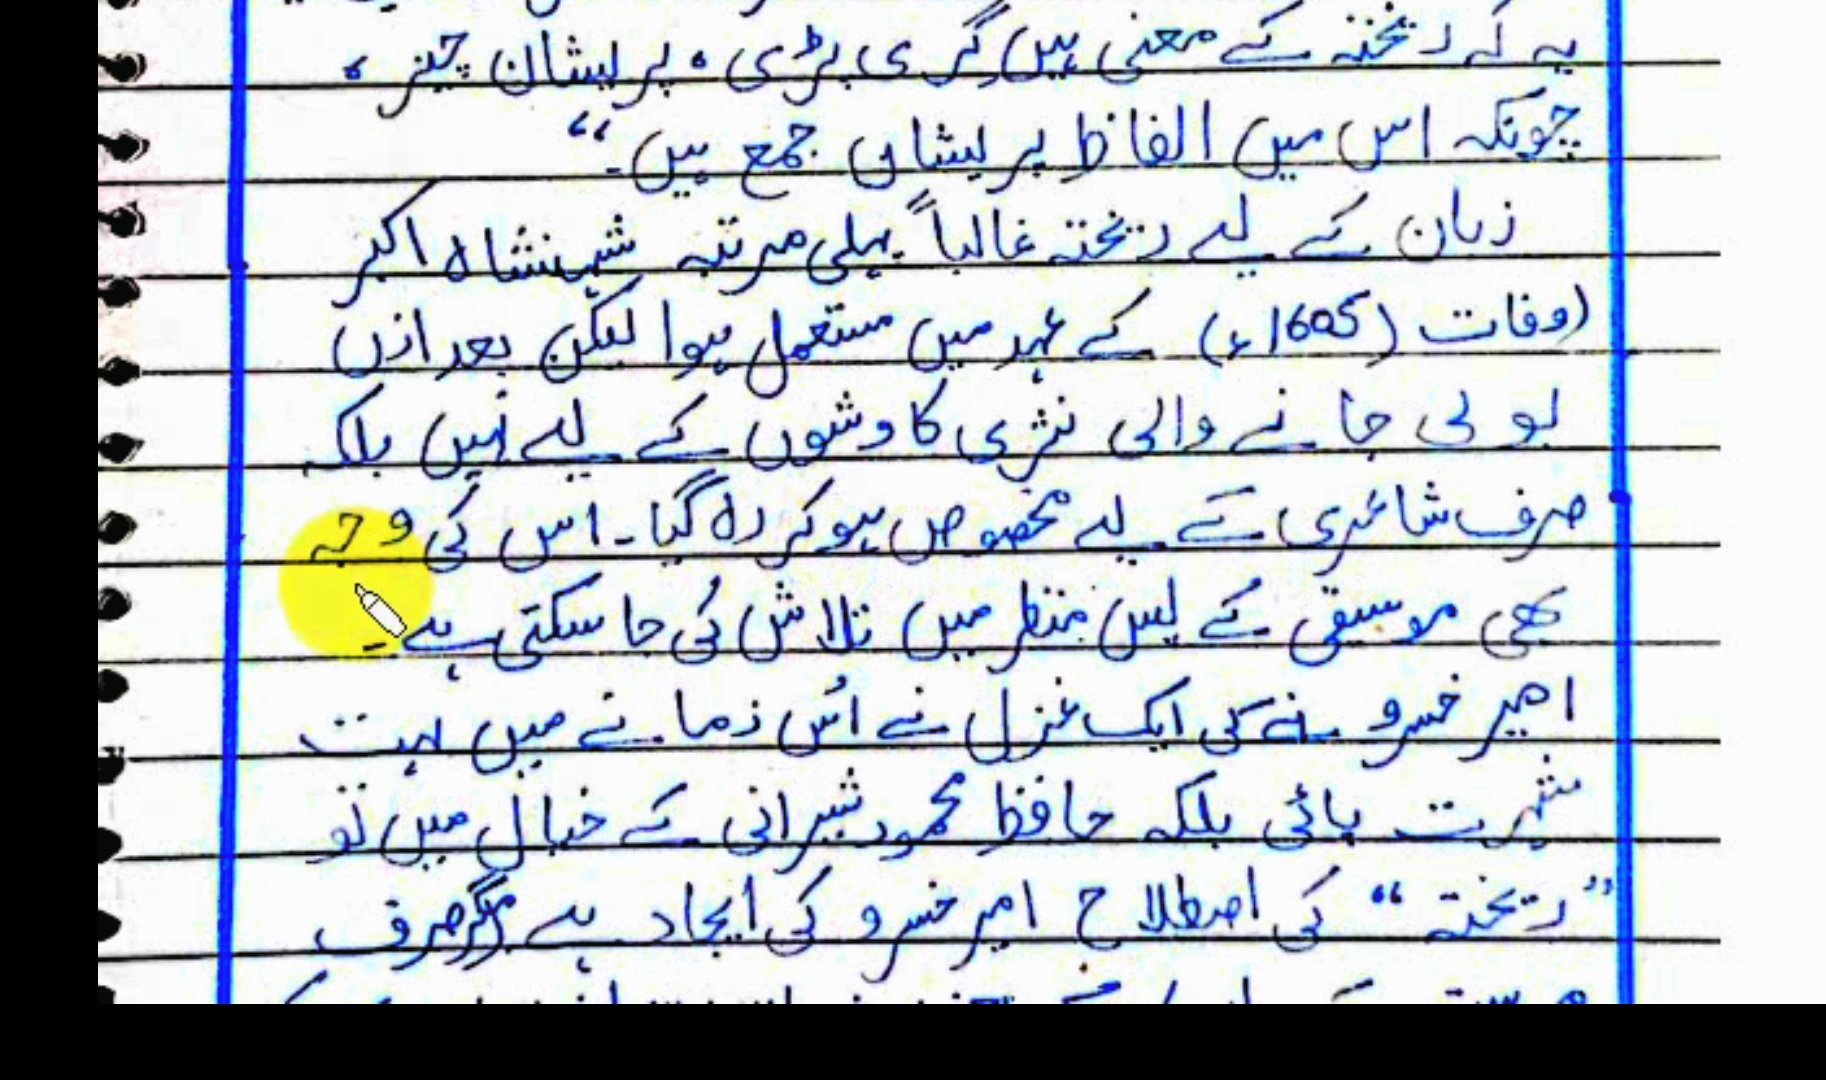 یہ کہ ریختہ کے معنی ہیں گری پڑی، پریشان چیز،
چونکہ اس میں الفاظ پریشاں جمع ہیں۔“
زبان کے لیے ریختہ غالباً پہلی مرتبہ شہنشاہ اکبر
(وفات (1605ء) کے عہد میں مستعمل ہوا لیکن بعد ازاں
بولی جانے والی نثری کاوشوں کے لیے نہیں بلکہ
صرف شاعری کے لیے مخصوص ہو کر رہ گیا۔ اس کی وجہ
بھی موسیقی کے پس منظر میں تلاش کی جا سکتی ہے۔
امیر خسرو نے کی ایک غزل نے اُس زمانے میں بہت
شہرت پائی بلکہ حافظ محمود شیرانی کے خیال میں تو
”ریختہ“ کی اصطلاح امیر خسرو کی ایجاد ہے مگر صرف